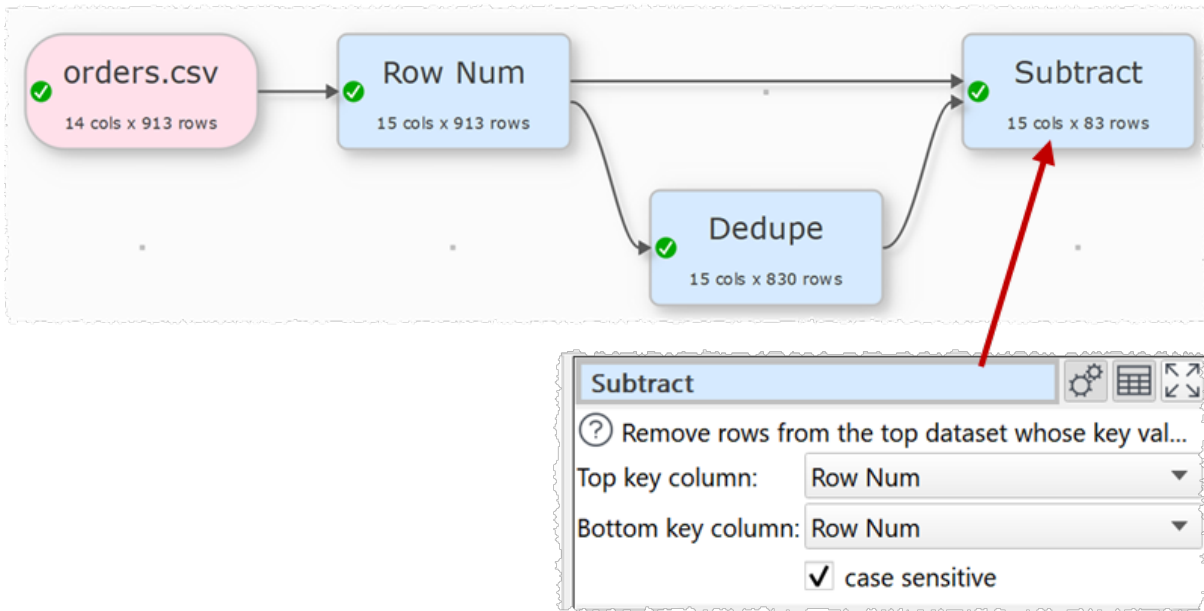 orders.csv
14 cols x 913 rows
Row Num
15 cols x 913 rows
Subtract
15 cols x 83 rows
Dedupe
15 cols x 830 rows
Subtract
? Remove rows from the top dataset whose key val...
Top key column: Row Num
Bottom key column: Row Num
case sensitive